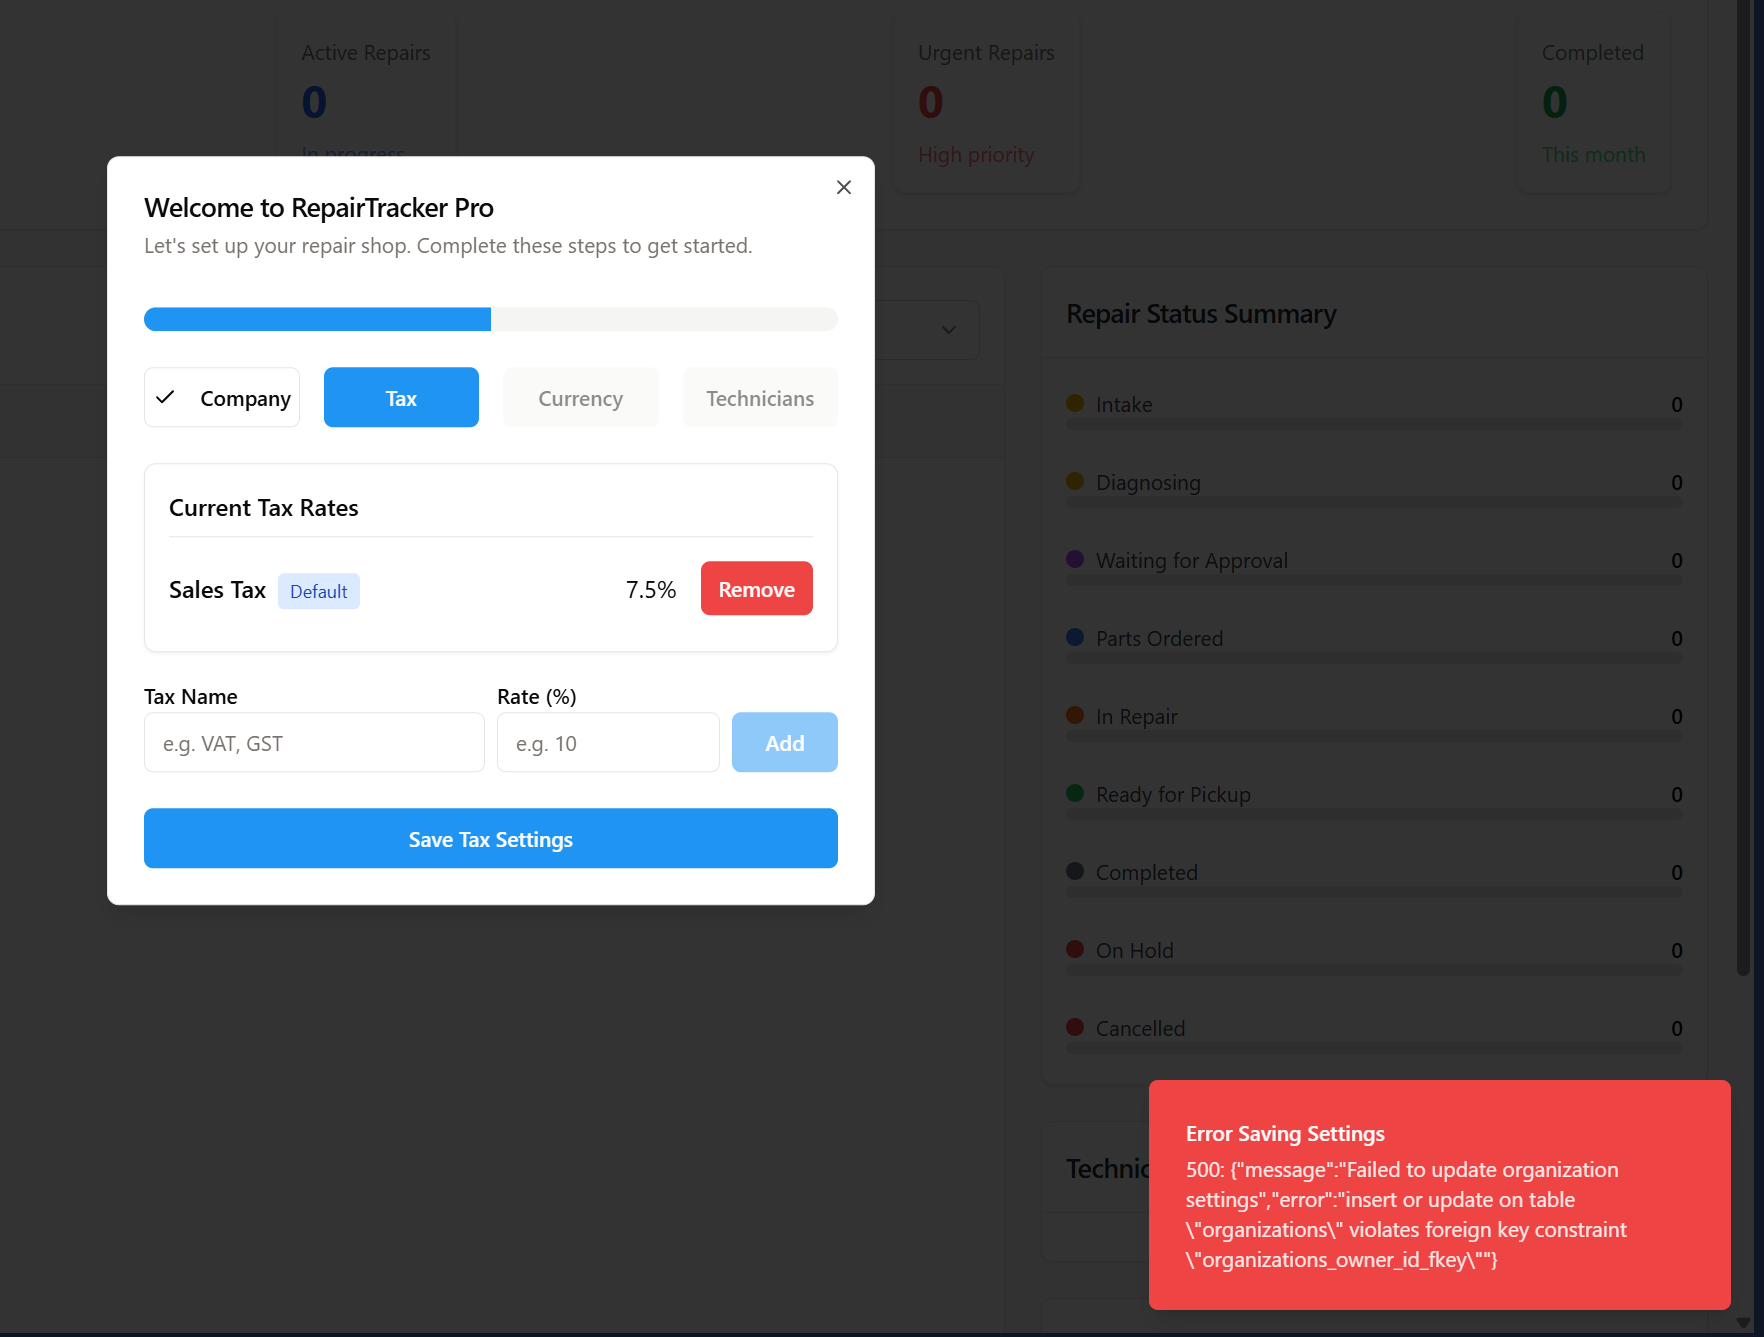 Active Repairs
0
In progress
Urgent Repairs
0
High priority
Completed
0
This month
Welcome to RepairTracker Pro
Let's set up your repair shop. Complete these steps to get started.
Company
Tax
Currency
Technicians
Current Tax Rates
Sales Tax Default 7.5% Remove
Tax Name
Rate (%)
e.g. VAT, GST
e.g. 10
Add
Save Tax Settings
Repair Status Summary
Intake 0
Diagnosing 0
Waiting for Approval 0
Parts Ordered 0
In Repair 0
Ready for Pickup 0
Completed 0
On Hold 0
Cancelled 0
Technic
Error Saving Settings
500: {"message":"Failed to update organization
settings","error":"insert or update on table
\"organizations\" violates foreign key constraint
\"organizations_owner_id_fkey\""}